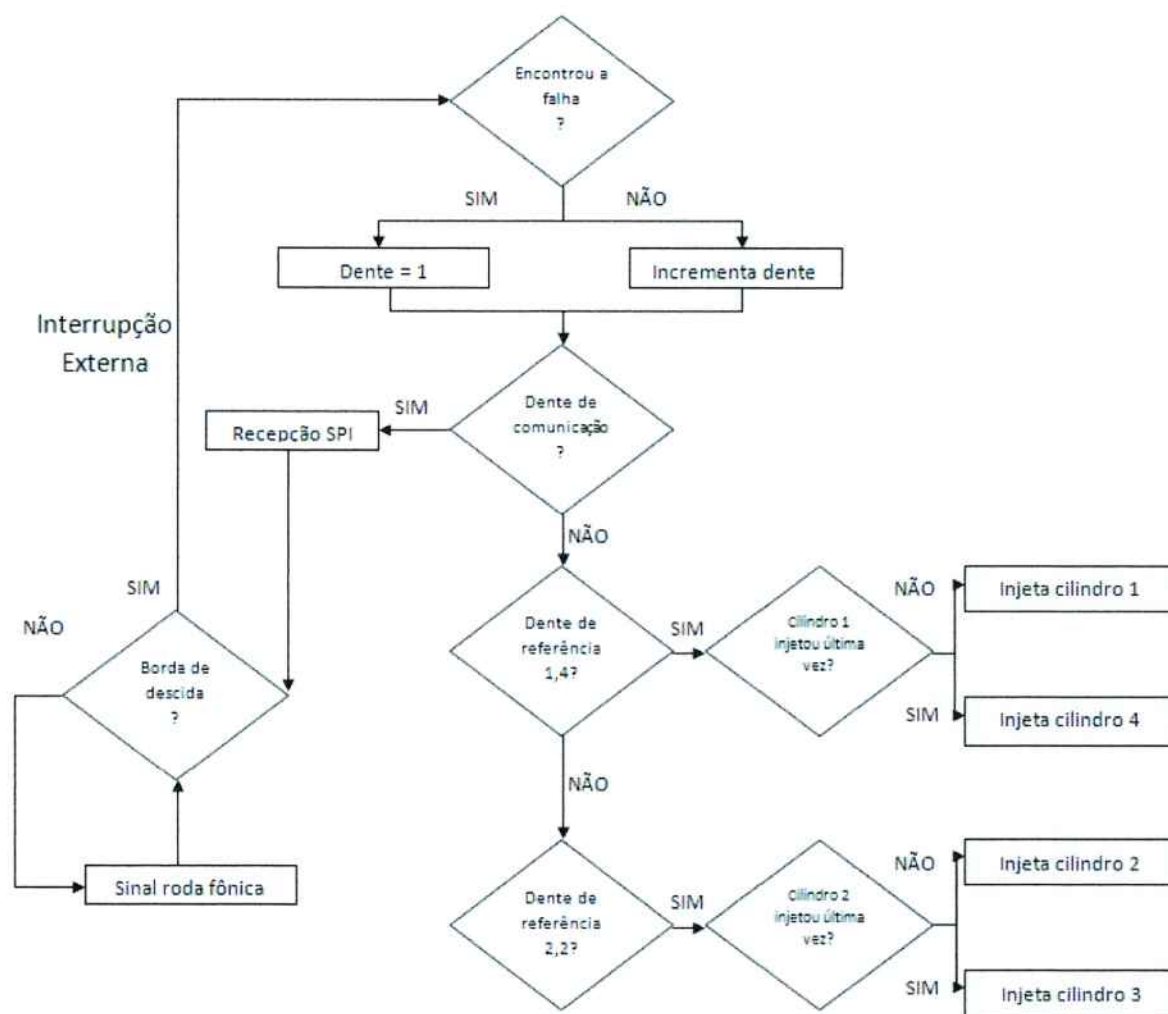 Encontrou a
falha
?
SIM
NÃO
Dente = 1
Incrementa dente
Interrupção
Externa
Dente de
comunicação
?
SIM
Recepção SPI
NÃO
SIM
NÃO
Borda de
descida
?
Sinal roda fônica
Dente de
referência
1,4?
SIM
Cilindro 1
injetou última
vez?
NÃO
Injeta cilindro 1
SIM
Injeta cilindro 4
NÃO
Dente de
referência
2,2?
SIM
Cilindro 2
injetou última
vez?
NÃO
Injeta cilindro 2
SIM
Injeta cilindro 3